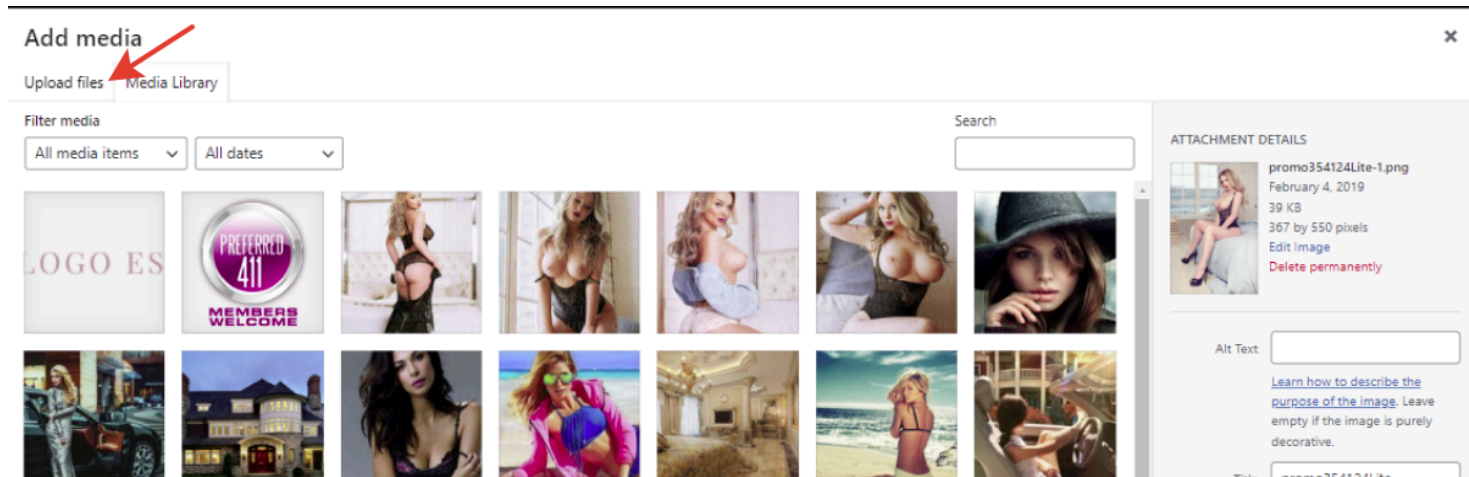 Add media
Upload files
Media Library
Filter media
All media items
All dates
Search
LOGO ES
PREFERRED
411
MEMBERS
WELCOME
ATTACHMENT DETAILS
promo354124Lite-1.png
February 4, 2019
39 KB
367 by 550 pixels
Edit Image
Delete permanently
Alt Text
Learn how to describe the
purpose of the image. Leave
empty if the image is purely
decorative.